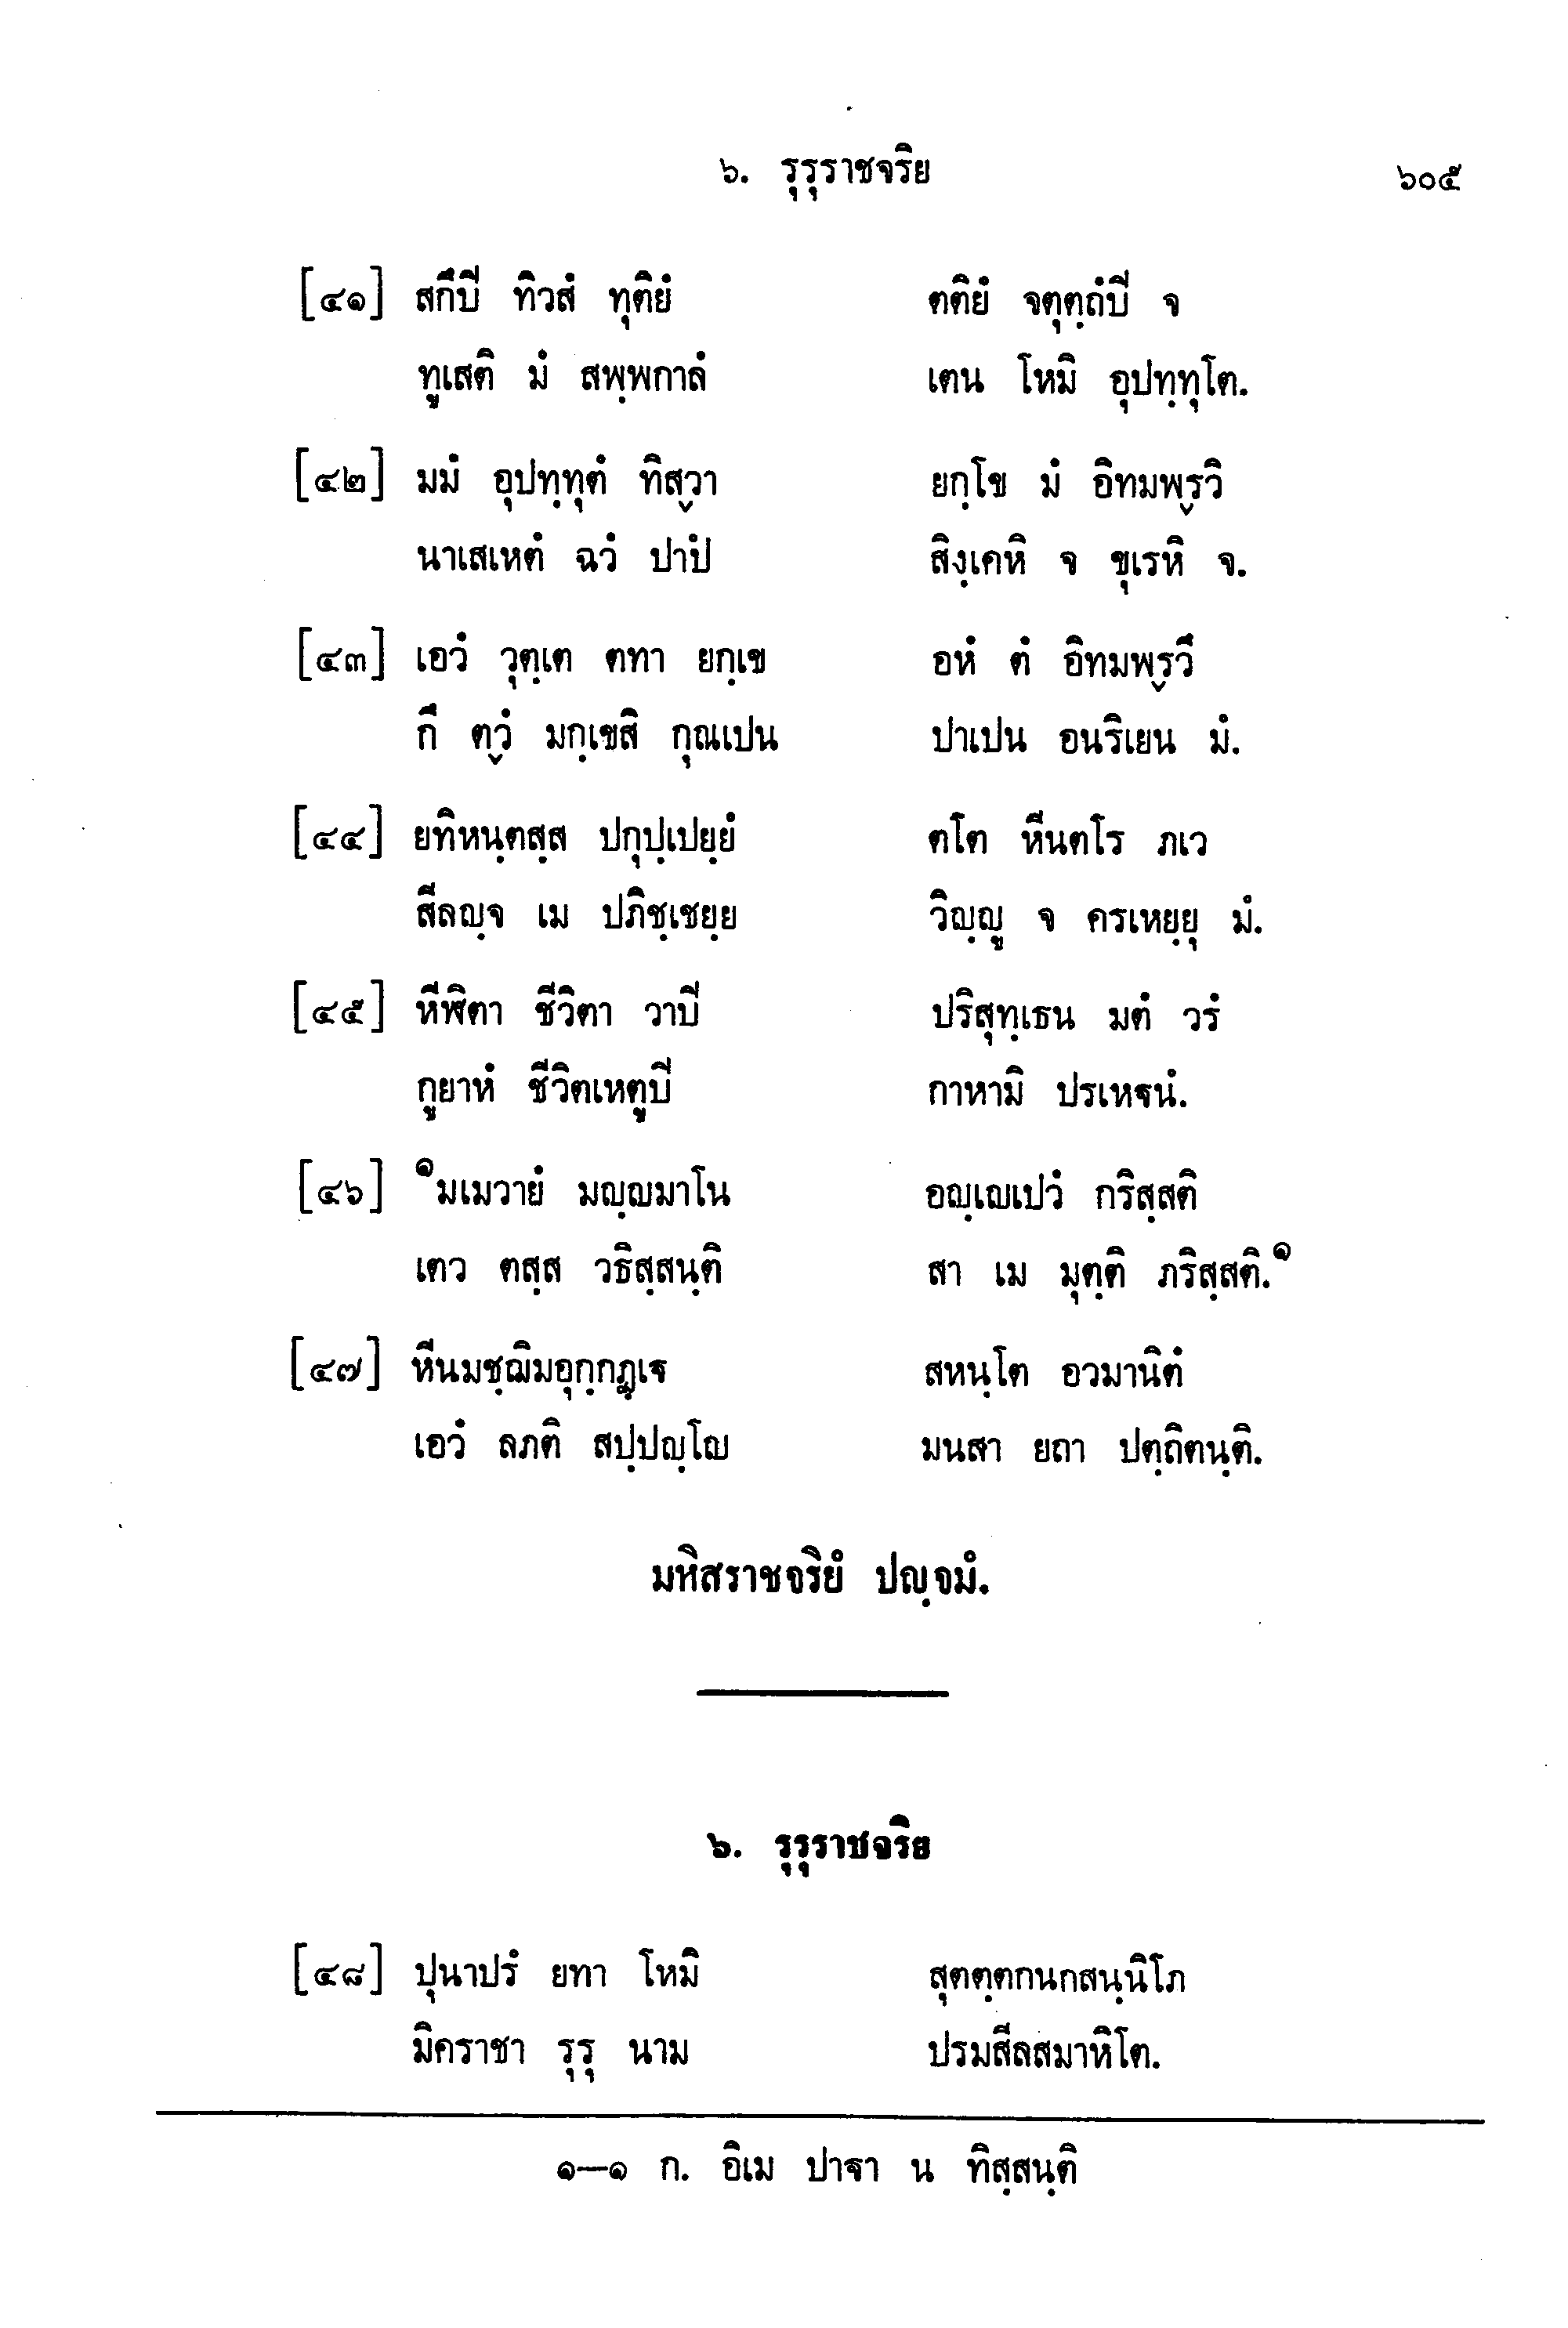 ๖. รุรุราชจริย ๖๐๕
[๔๑] สกึปี ทิวสํ ทุติยํ ตติยํ จตุตฺถํปี จ
ทูเสติ มํ สพฺพกาลํ เตน โหมิ อุปทฺทุโต.
[๔๒] มมํ อุปทฺทุตํ ทิสฺวา ยกฺโข มํ อิทมพฺรวิ
นาเสเหตํ ฉวํ ปาปํ สิงฺเคหิ จ ขุเรหิ จ.
[๔๓] เอวํ วุตฺเต ตทา ยกฺเข อหํ ตํ อิทมพฺรวึ
กึ ตฺวํ มกฺเขสิ กุณเปน ปาเปน อนริเยน มํ.
[๔๔] ยทิหนฺตสฺส ปกุปฺเปยฺยํ ตโต หีนตโร ภเว
สีลญฺจ เม ปภิชฺเชยฺย วิญฺญู จ ครเหยฺยุ มํ.
[๔๕] หีฬิตา ชีวิตา วาปี ปริสุทฺเธน มตํ วรํ
กฺยาหํ ชีวิตเหตูปี กาหามิ ปรเหฐนํ.
[๔๖] ๑มเมวายํ มญฺญมาโน อญฺเญเปวํ กริสฺสติ
เตว ตสฺส วธิสฺสนฺติ สา เม มุตฺติ ภริสฺสติ.๑
[๔๗] หีนมชฺฌิมอุกฺกฏฺเฐ สหนฺโต อวมานิตํ
เอวํ ลภติ สปฺปญฺโญ มนสา ยถา ปตฺถิตนฺติ.
มหิสราชจริยํ ปญฺจมํ.
๖. รุรุราชจริย
[๔๘] ปุนาปรํ ยทา โหมิ สุตตฺตกนกสนฺนิโภ
มิคราชา รุรุ นาม ปรมสีลสมาหิโต.
๑—๑ ก. อิเม ปาฐา น ทิสฺสนฺติ